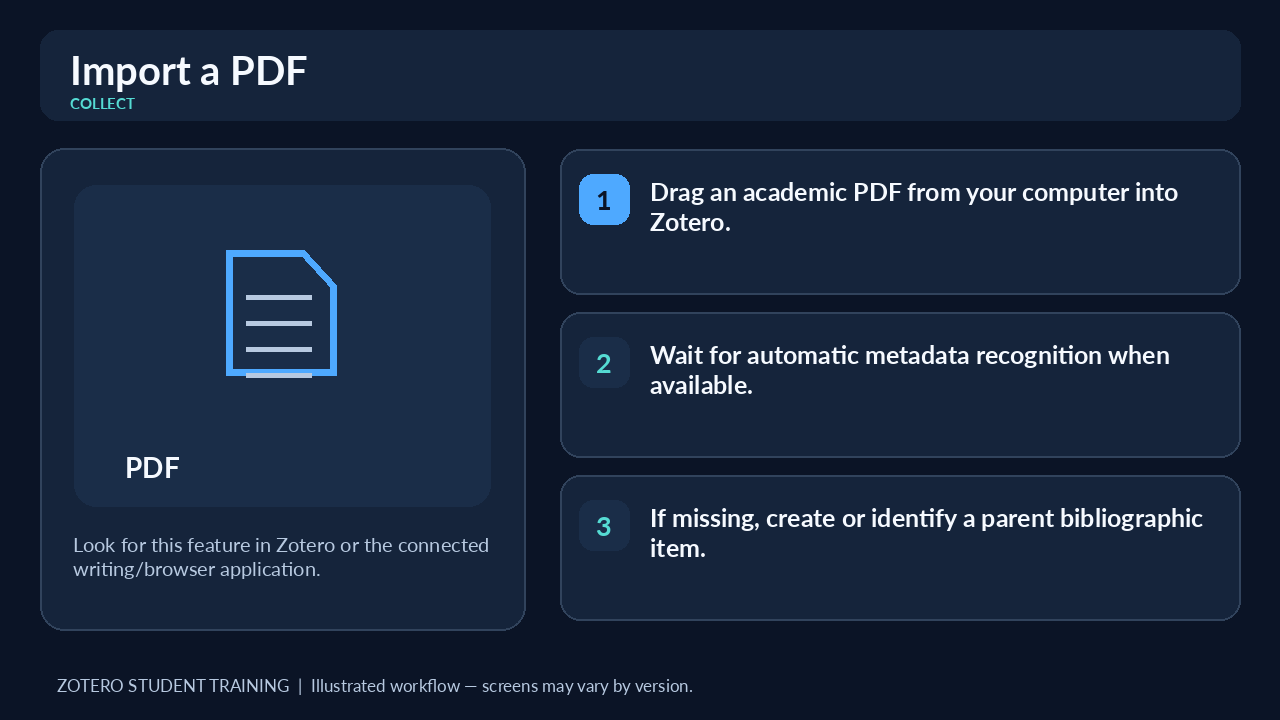 Import a PDF
COLLECT
PDF
Look for this feature in Zotero or the connected
writing/browser application.
1
Drag an academic PDF from your computer into
Zotero.
2
Wait for automatic metadata recognition when
available.
3
If missing, create or identify a parent bibliographic
item.
ZOTERO STUDENT TRAINING | Illustrated workflow — screens may vary by version.